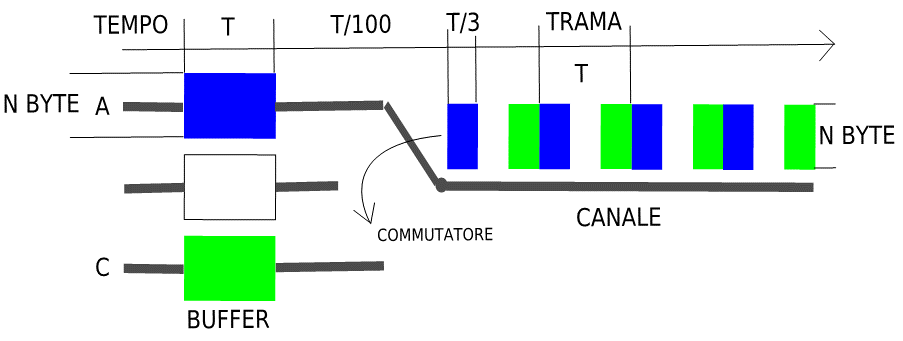 TEMPO T T/100 T/3 TRAMA
T
N BYTE A
N BYTE
CANALE
COMMUTATORE
C
BUFFER